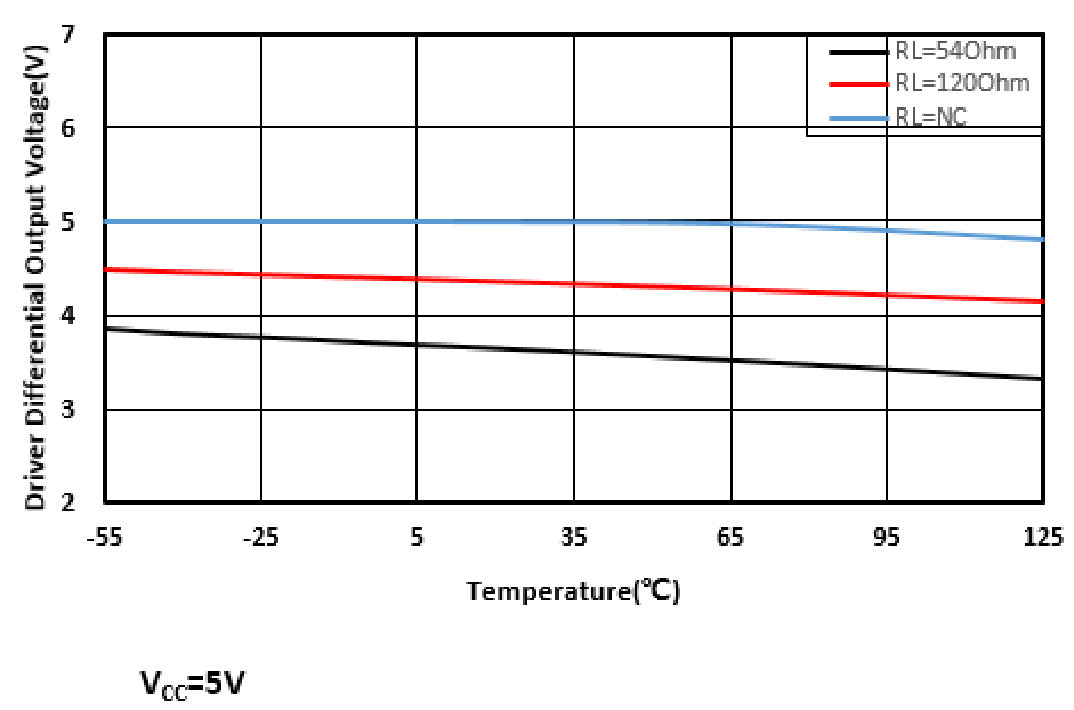 Driver Differential Output Voltage(V)
7
6
5
4
3
2
RL=54Ohm
RL=120Ohm
RL=NC
-55 -25 5 35 65 95 125
Temperature(℃)
VCC=5V